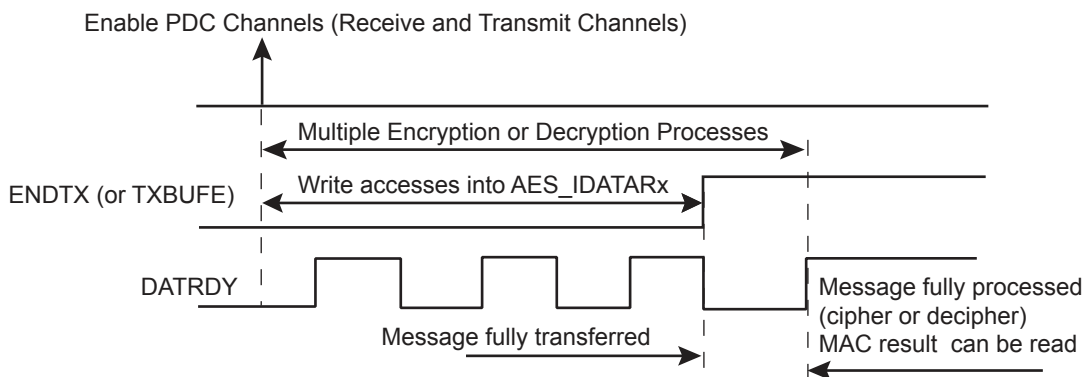 Enable PDC Channels (Receive and Transmit Channels)
Multiple Encryption or Decryption Processes
ENDTX (or TXBUFE)
Write accesses into AES_IDATARx
DATRDY
Message fully transferred
Message fully processed
(cipher or decipher)
MAC result can be read